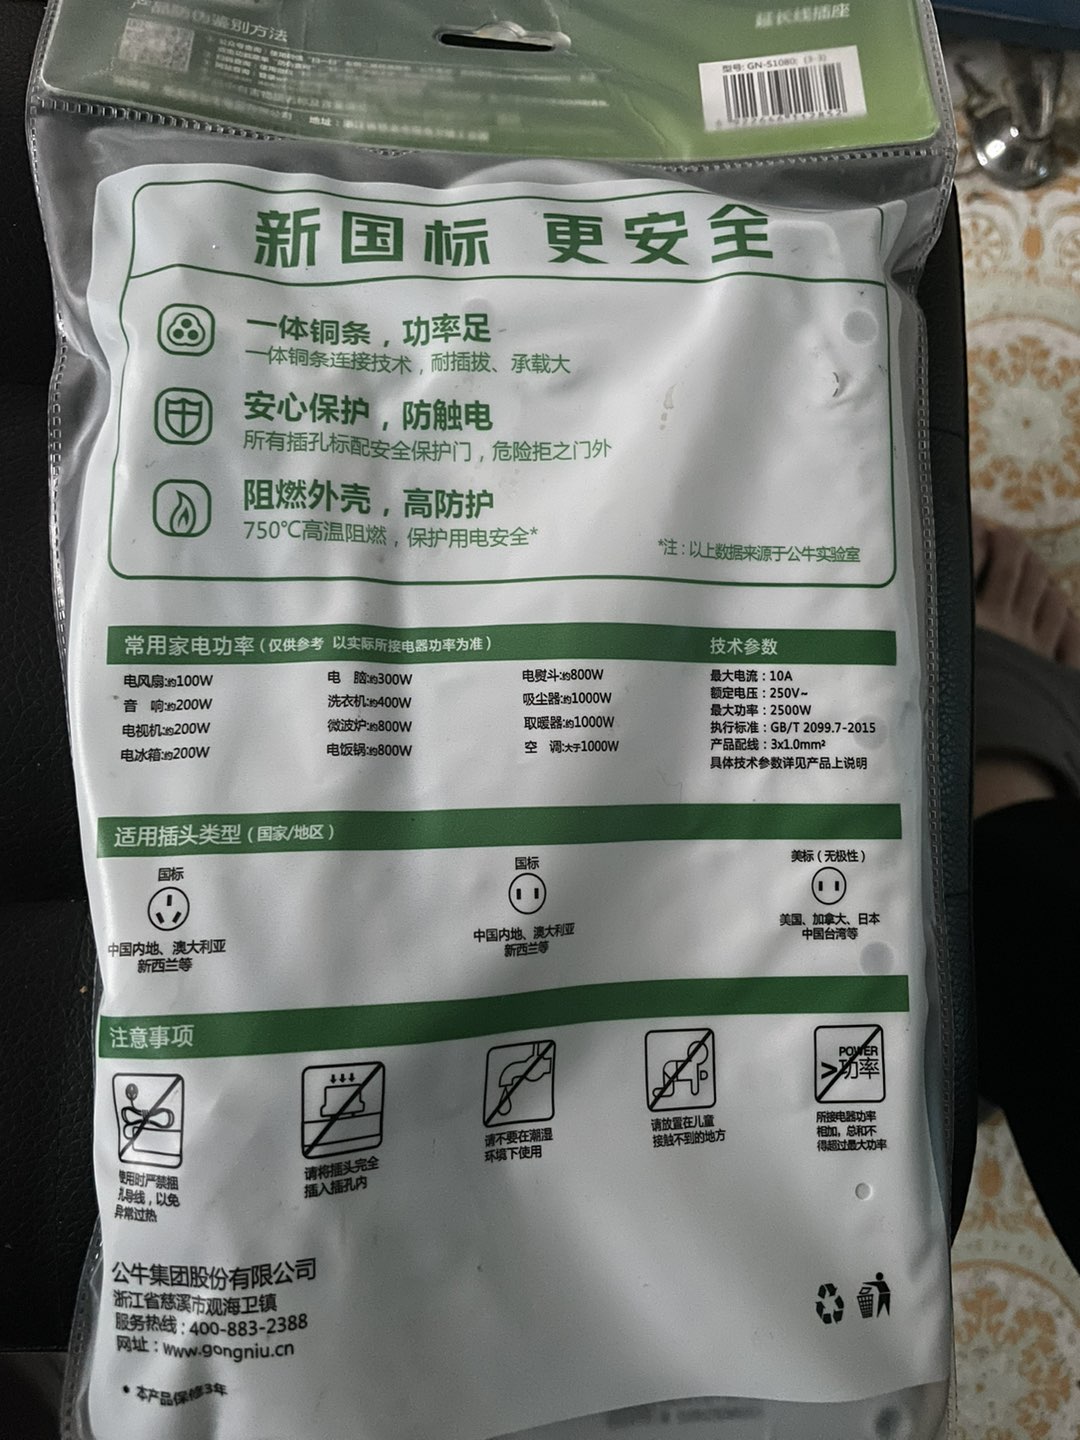 产品防伪鉴别方法
延长线插座
型号: GN-S1080: (3-3)
地址:
新国标 更安全
一体铜条，功率足
一体铜条连接技术，耐插拔、承载大
安心保护，防触电
所有插孔标配安全保护门，危险拒之门外
阻燃外壳，高防护
750℃高温阻燃，保护用电安全*
*注：以上数据来源于公牛实验室
常用家电功率（仅供参考 以实际所接电器功率为准）
电风扇:约100W
音 响:约200W
电视机:约200W
电冰箱:约200W
电 脑:约300W
洗衣机:约400W
微波炉:约800W
电饭锅:约800W
电熨斗:约800W
吸尘器:约1000W
取暖器:约1000W
空 调:大于1000W
技术参数
最大电流：10A
额定电压：250V~
最大功率：2500W
执行标准：GB/T 2099.7-2015
产品配线：3x1.0mm²
具体技术参数详见产品上说明
适用插头类型（国家/地区）
国标
中国内地、澳大利亚
新西兰等
国标
中国内地、澳大利亚
新西兰等
美标（无极性）
美国、加拿大、日本
中国台湾等
注意事项
使用时严禁捆
扎导线，以免
异常过热
请将插头完全
插入插孔内
请不要在潮湿
环境下使用
请放置在儿童
接触不到的地方
POWER
>功率
所接电器功率
相加，总和不
得超过最大功率
公牛集团股份有限公司
浙江省慈溪市观海卫镇
服务热线：400-883-2388
网址：www.gongniu.cn
• 本产品保修3年